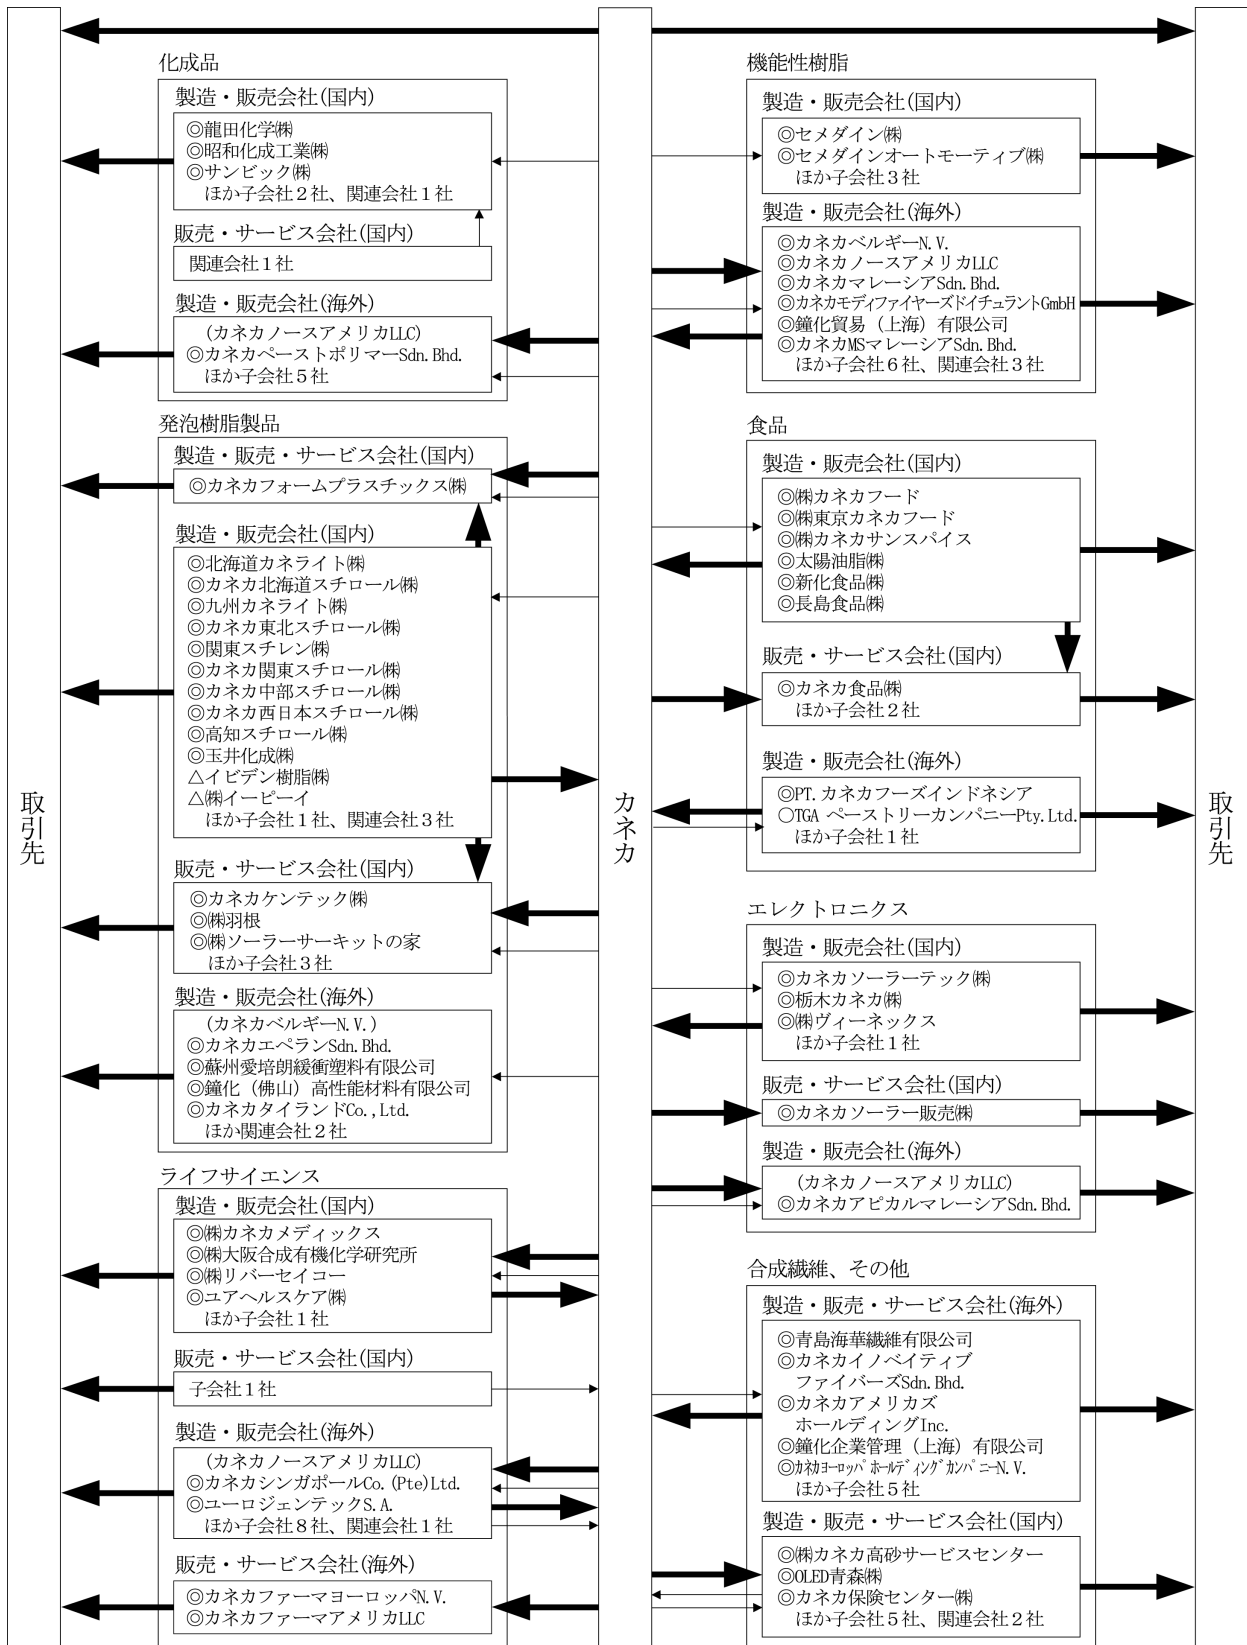 取引先
化成品
製造・販売会社(国内)
◎龍田化学㈱
◎昭和化成工業㈱
◎サンビック㈱
ほか子会社２社、関連会社１社
販売・サービス会社(国内)
関連会社１社
製造・販売会社(海外)
(カネカノースアメリカLLC)
◎カネカペーストポリマーSdn.Bhd.
ほか子会社５社
発泡樹脂製品
製造・販売・サービス会社(国内)
◎カネカフォームプラスチックス㈱
製造・販売会社(国内)
◎北海道カネライト㈱
◎カネカ北海道スチロール㈱
◎九州カネライト㈱
◎カネカ東北スチロール㈱
◎関東スチレン㈱
◎カネカ関東スチロール㈱
◎カネカ中部スチロール㈱
◎カネカ西日本スチロール㈱
◎高知スチロール㈱
◎玉井化成㈱
△イビデン樹脂㈱
△㈱イーピーイ
ほか子会社１社、関連会社３社
販売・サービス会社(国内)
◎カネカケンテック㈱
◎㈱羽根
◎㈱ソーラーサーキットの家
ほか子会社３社
製造・販売会社(海外)
(カネカベルギーN.V.)
◎カネカエペランSdn.Bhd.
◎蘇州愛培朗緩衝塑料有限公司
◎鐘化（佛山）高性能材料有限公司
◎カネカタイランドCo.,Ltd.
ほか関連会社２社
ライフサイエンス
製造・販売会社(国内)
◎㈱カネカメディックス
◎㈱大阪合成有機化学研究所
◎㈱リバーセイコー
◎ユアヘルスケア㈱
ほか子会社１社
販売・サービス会社(国内)
子会社１社
製造・販売会社(海外)
(カネカノースアメリカLLC)
◎カネカシンガポールCo.(Pte)Ltd.
◎ユーロジェンテックS.A.
ほか子会社８社、関連会社１社
販売・サービス会社(海外)
◎カネカファーマヨーロッパN.V.
◎カネカファーマアメリカLLC
カネカ
機能性樹脂
製造・販売会社(国内)
◎セメダイン㈱
◎セメダインオートモーティブ㈱
ほか子会社３社
製造・販売会社(海外)
◎カネカベルギーN.V.
◎カネカノースアメリカLLC
◎カネカマレーシアSdn.Bhd.
◎カネカモディファイヤーズドイチュラントGmbH
◎鐘化貿易（上海）有限公司
◎カネカMSマレーシアSdn.Bhd.
ほか子会社６社、関連会社３社
食品
製造・販売会社(国内)
◎㈱カネカフード
◎㈱東京カネカフード
◎㈱カネカサンスパイス
◎太陽油脂㈱
◎新化食品㈱
◎長島食品㈱
販売・サービス会社(国内)
◎カネカ食品㈱
ほか子会社２社
製造・販売会社(海外)
◎PT.カネカフーズインドネシア
○TGA ペーストリーカンパニーPty.Ltd.
ほか子会社１社
エレクトロニクス
製造・販売会社(国内)
◎カネカソーラーテック㈱
◎栃木カネカ㈱
◎㈱ヴィーネックス
ほか子会社１社
販売・サービス会社(国内)
◎カネカソーラー販売㈱
製造・販売会社(海外)
(カネカノースアメリカLLC)
◎カネカアピカルマレーシアSdn.Bhd.
合成繊維、その他
製造・販売・サービス会社(海外)
◎青島海華繊維有限公司
◎カネカイノベイティブ
ファイバーズSdn.Bhd.
◎カネカアメリカズ
ホールディングInc.
◎鐘化企業管理（上海）有限公司
◎ｶﾈｶﾖｰﾛｯﾊﾟﾎｰﾙﾃﾞｨﾝｸﾞｶﾝﾊﾟﾆｰN.V.
ほか子会社５社
製造・販売・サービス会社(国内)
◎㈱カネカ高砂サービスセンター
◎OLED青森㈱
◎カネカ保険センター㈱
ほか子会社５社、関連会社２社
取引先